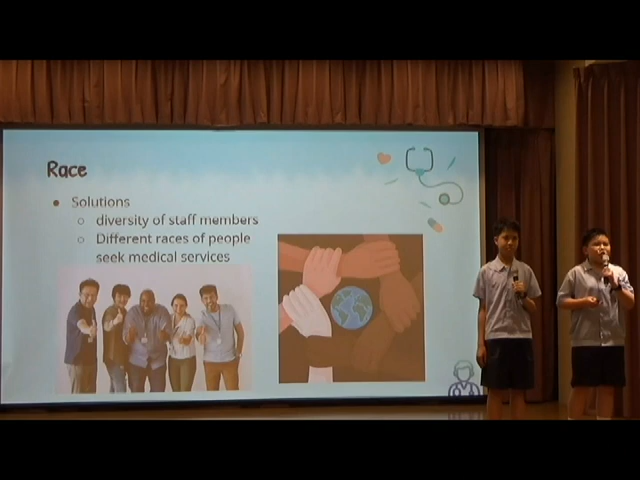 Race
● Solutions
○ diversity of staff members
○ Different races of people
seek medical services